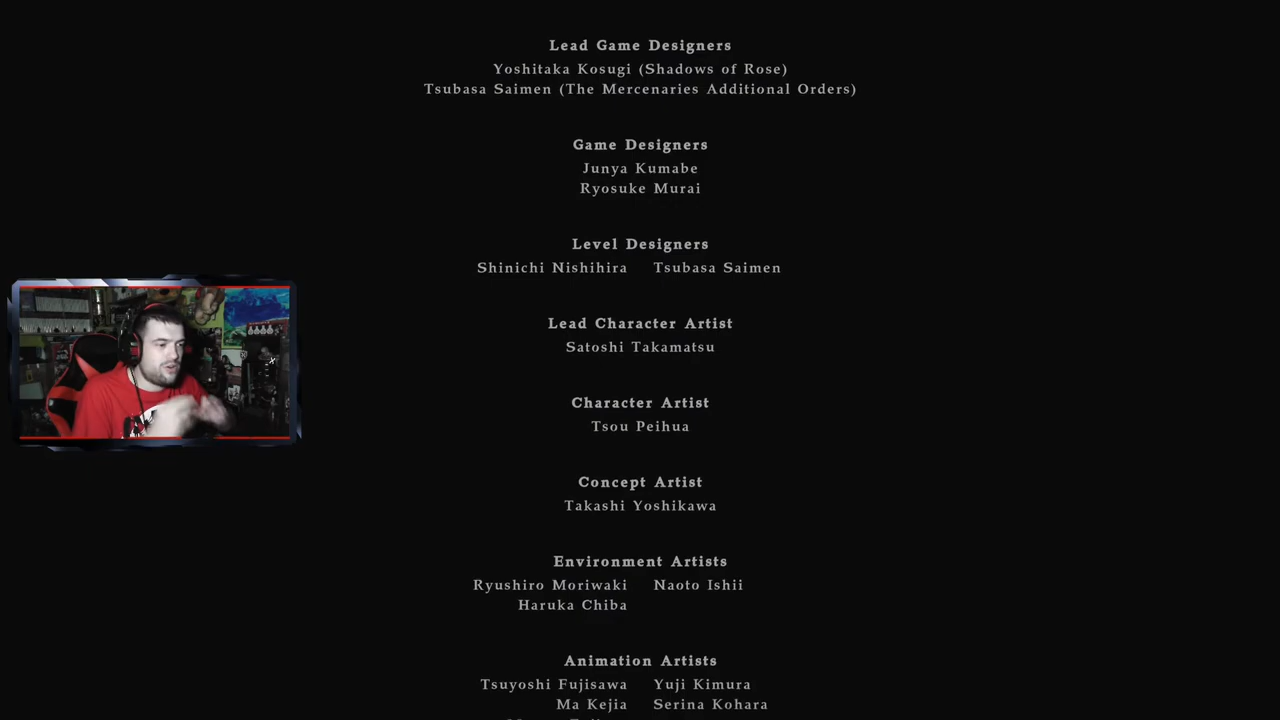 Lead Game Designers
Yoshitaka Kosugi (Shadows of Rose)
Tsubasa Saimen (The Mercenaries Additional Orders)
Game Designers
Junya Kumabe
Ryosuke Murai
Level Designers
Shinichi Nishihira Tsubasa Saimen
Lead Character Artist
Satoshi Takamatsu
Character Artist
Tsou Peihua
Concept Artist
Takashi Yoshikawa
Environment Artists
Ryushiro Moriwaki Naoto Ishii
Haruka Chiba
Animation Artists
Tsuyoshi Fujisawa Yuji Kimura
Ma Kejia Serina Kohara